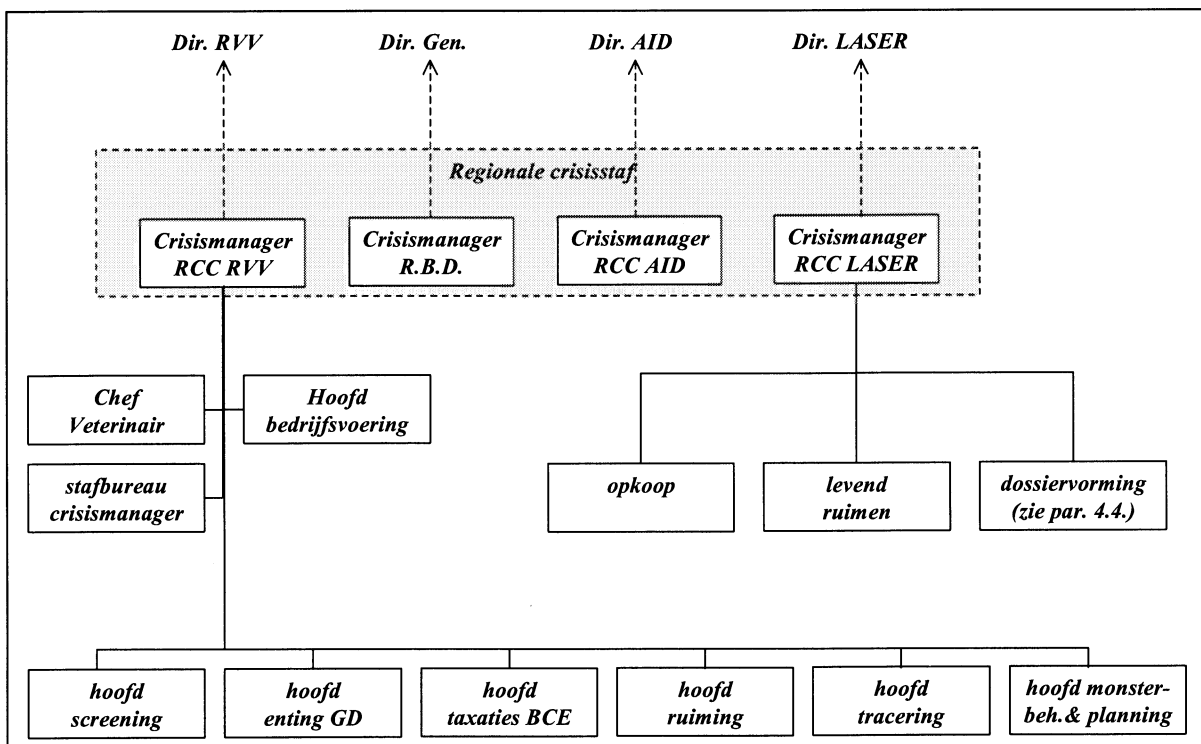 Dir. RVV
Dir. Gen.
Dir. AID
Dir. LASER
Regionale crisisstaf
Crisismanager
RCC RVV
Crisismanager
R.B.D.
Crisismanager
RCC AID
Crisismanager
RCC LASER
Chef
Veterinair
Hoofd
bedrijfsvoering
stafbureau
crisismanager
opkoop
levend
ruimen
dossiervorming
(zie par. 4.4.)
hoofd
screening
hoofd
enting GD
hoofd
taxaties BCE
hoofd
ruiming
hoofd
tracering
hoofd monster-
beh.& planning